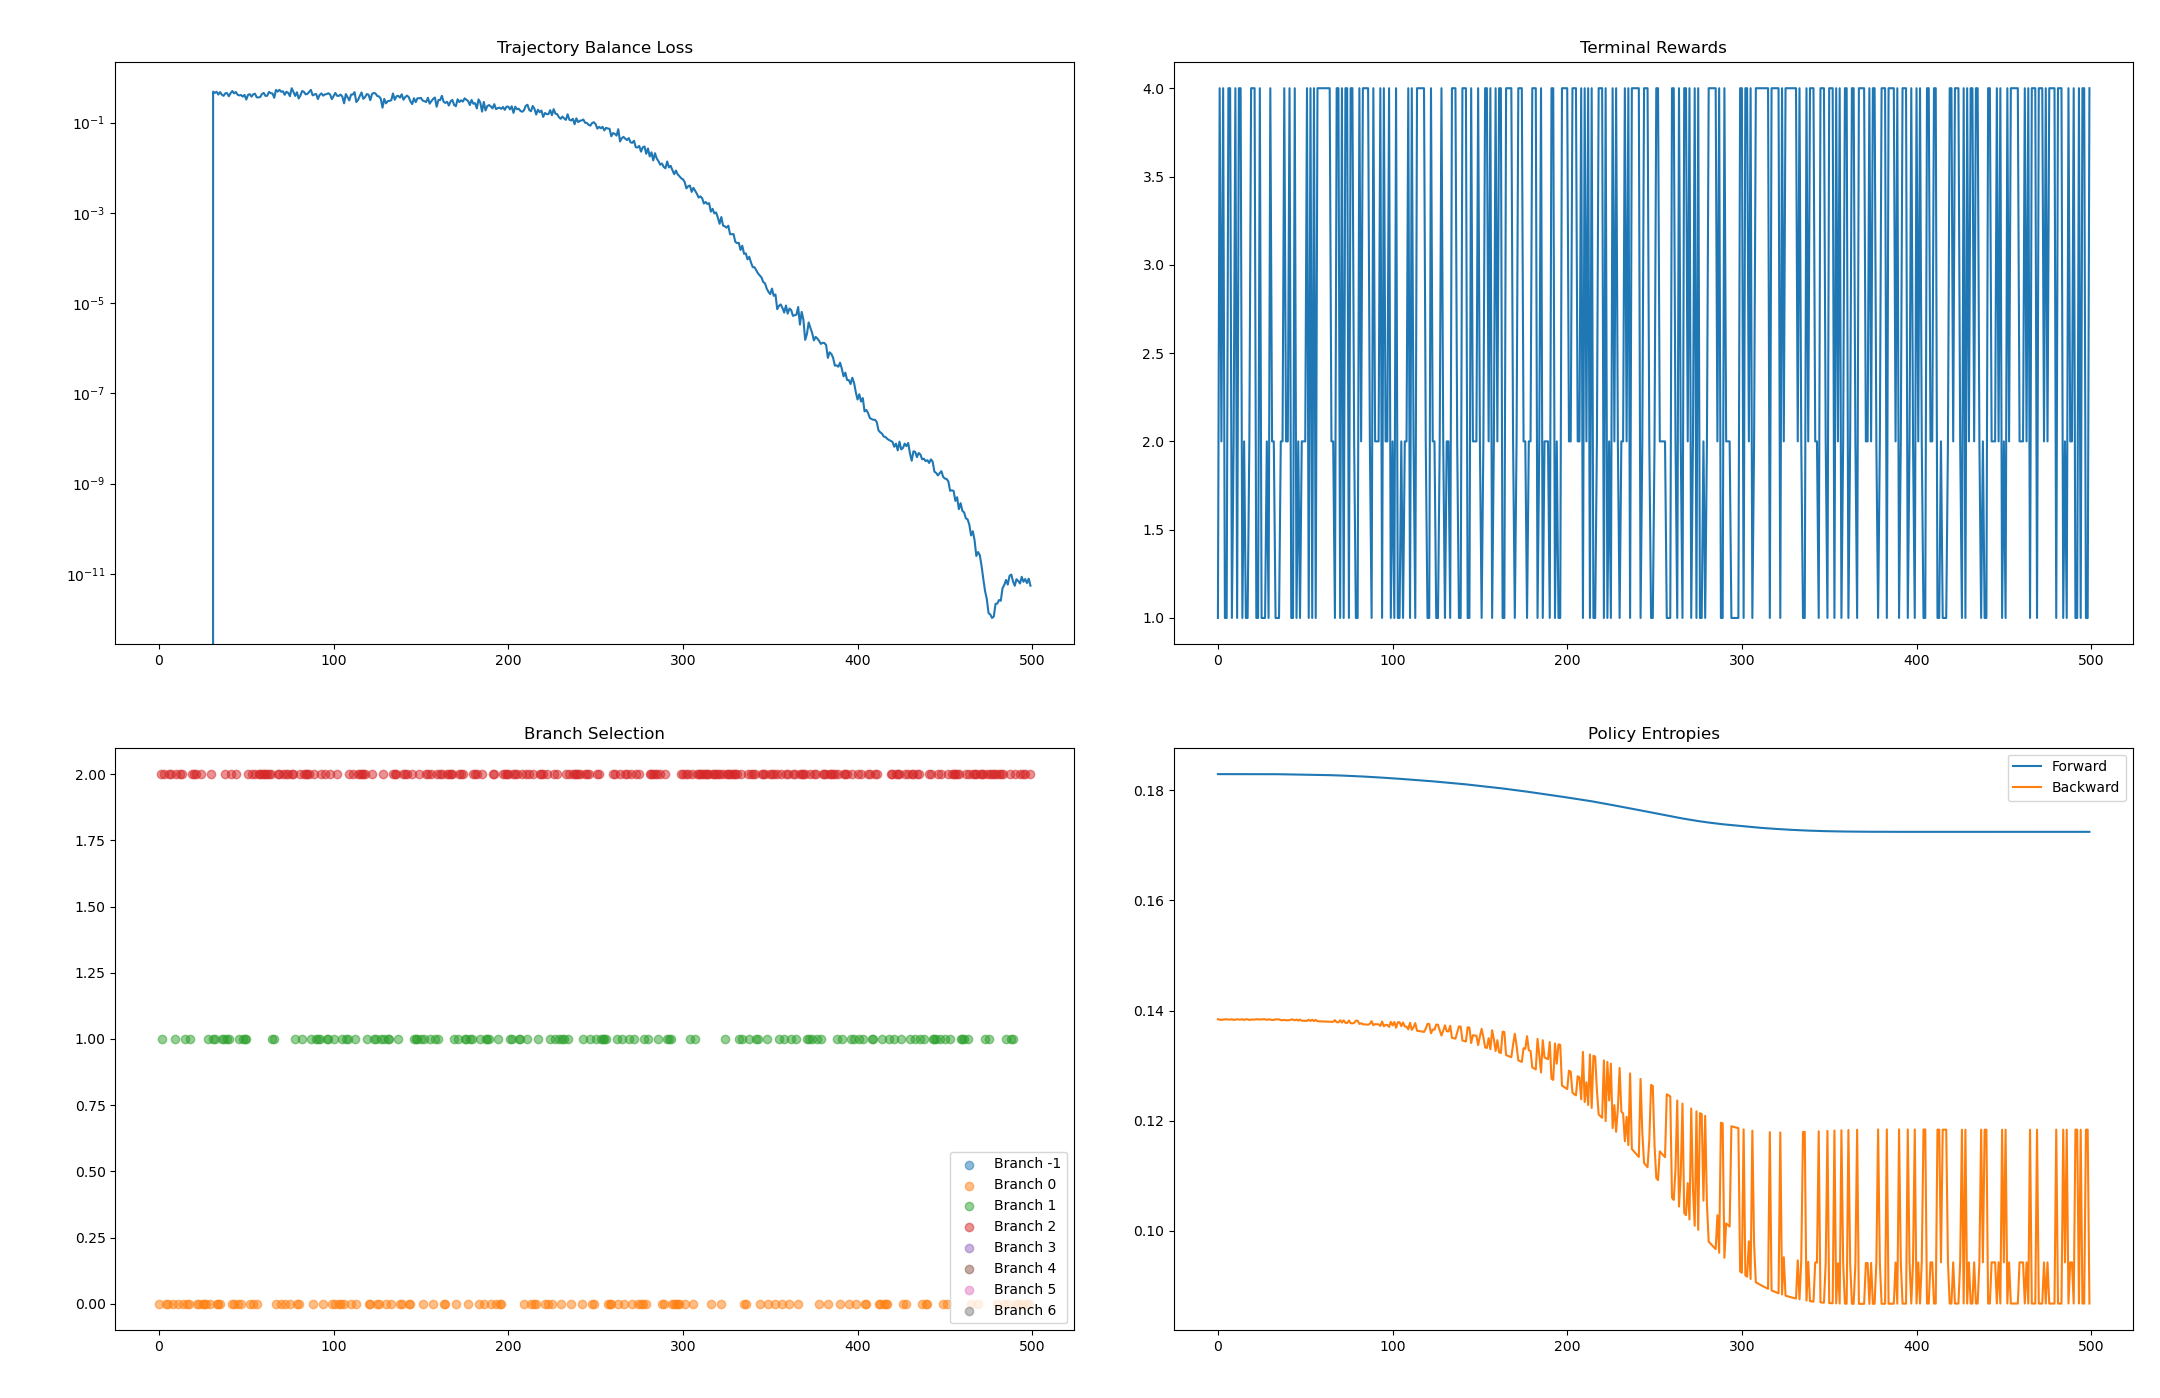 Trajectory Balance Loss
10⁻¹
10⁻³
10⁻⁵
10⁻⁷
10⁻⁹
10⁻¹¹
0 100 200 300 400 500
Terminal Rewards
4.0
3.5
3.0
2.5
2.0
1.5
1.0
0 100 200 300 400 500
Branch Selection
2.00
1.75
1.50
1.25
1.00
0.75
0.50
0.25
0.00
Branch -1
Branch 0
Branch 1
Branch 2
Branch 3
Branch 4
Branch 5
Branch 6
0 100 200 300 400 500
Policy Entropies
Forward
Backward
0.18
0.16
0.14
0.12
0.10
0 100 200 300 400 500